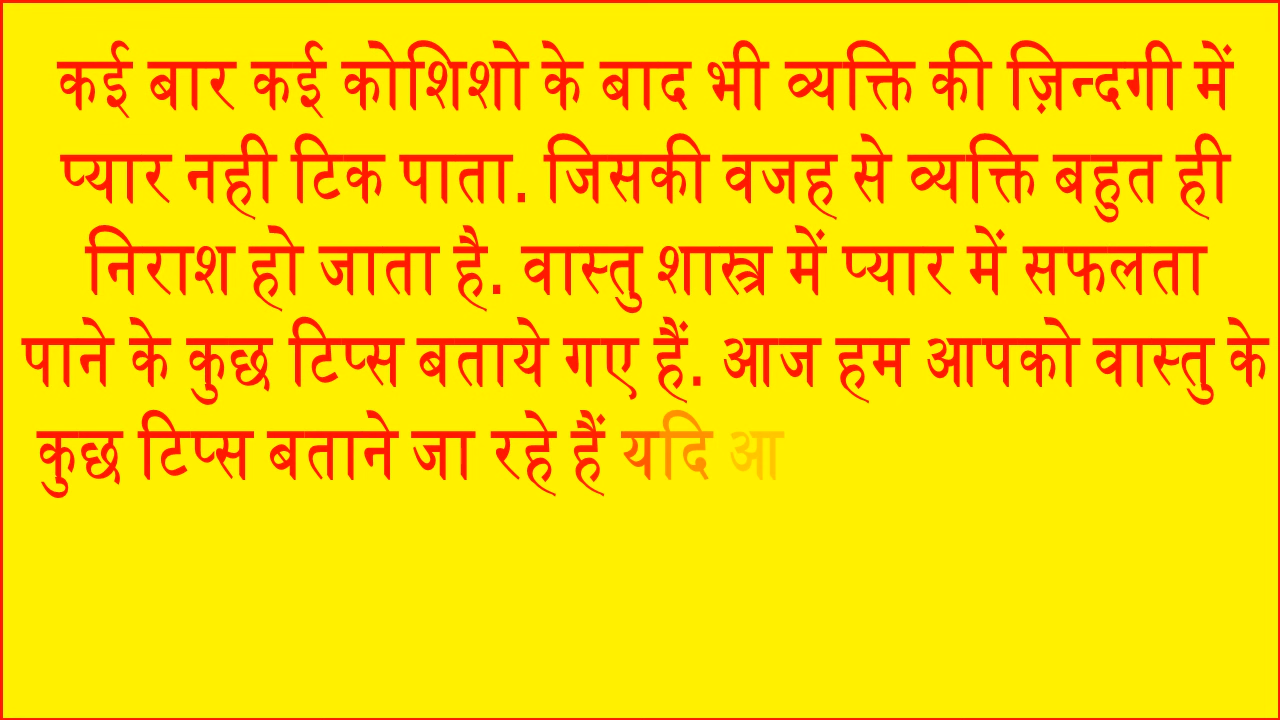 कई बार कई कोशिशो के बाद भी व्यक्ति की ज़िन्दगी में
प्यार नही टिक पाता. जिसकी वजह से व्यक्ति बहुत ही
निराश हो जाता है. वास्तु शास्त्र में प्यार में सफलता
पाने के कुछ टिप्स बताये गए हैं. आज हम आपको वास्तु के
कुछ टिप्स बताने जा रहे हैं यदि आ